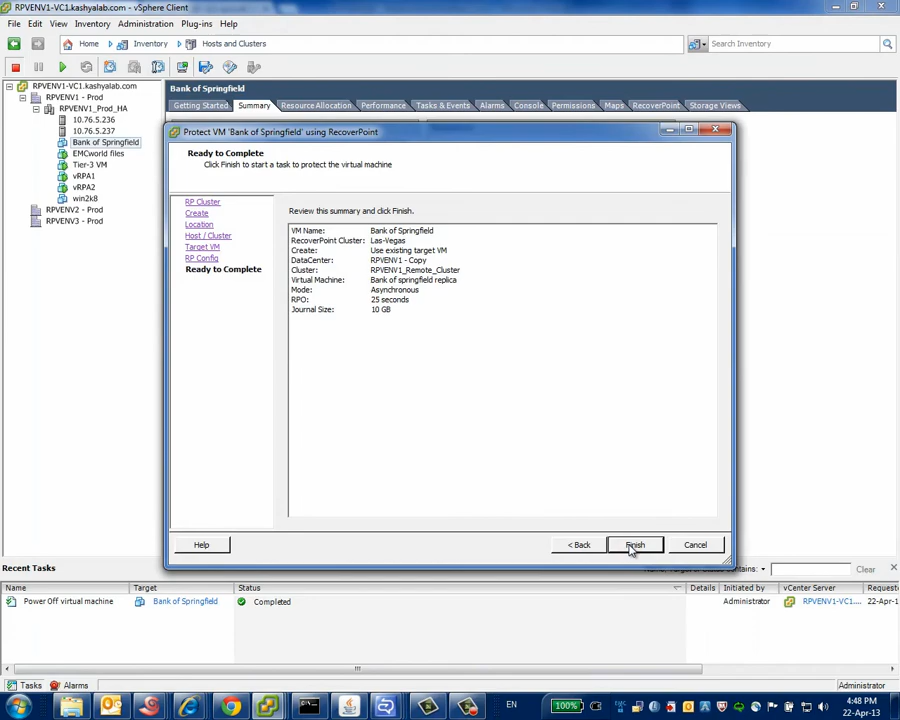 RPVENV1-VC1.kashyalab.com - vSphere Client
File Edit View Inventory Administration Plug-ins Help
Home Inventory Hosts and Clusters Search Inventory
RPVENV1-VC1.kashyalab.com
RPVENV1 - Prod
RPVENV1_Prod_HA
10.76.5.236
10.76.5.237
Bank of Springfield
EMCworld files
Tier-3 VM
vRPA1
vRPA2
win2k8
RPVENV2 - Prod
RPVENV3 - Prod
Bank of Springfield
Getting Started Summary Resource Allocation Performance Tasks & Events Alarms Console Permissions Maps RecoverPoint Storage Views
Protect VM 'Bank of Springfield' using RecoverPoint
Ready to Complete
Click Finish to start a task to protect the virtual machine
RP Cluster
Create
Location
Host / Cluster
Target VM
RP Config
Ready to Complete
Review this summary and click Finish.
VM Name: Bank of Springfield
RecoverPoint Cluster: Las-Vegas
Create: Use existing target VM
DataCenter: RPVENV1 - Copy
Cluster: RPVENV1_Remote_Cluster
Virtual Machine: Bank of springfield replica
Mode: Asynchronous
RPO: 25 seconds
Journal Size: 10 GB
Help < Back Finish Cancel
Recent Tasks
Contains: Clear
Name Target Status Details Initiated by vCenter Server Requeste
Power Off virtual machine Bank of Springfield Completed Administrator RPVENV1-VC1.... 22-Apr-1
Tasks Alarms Administrator
EN 100% 4:48 PM
22-Apr-13